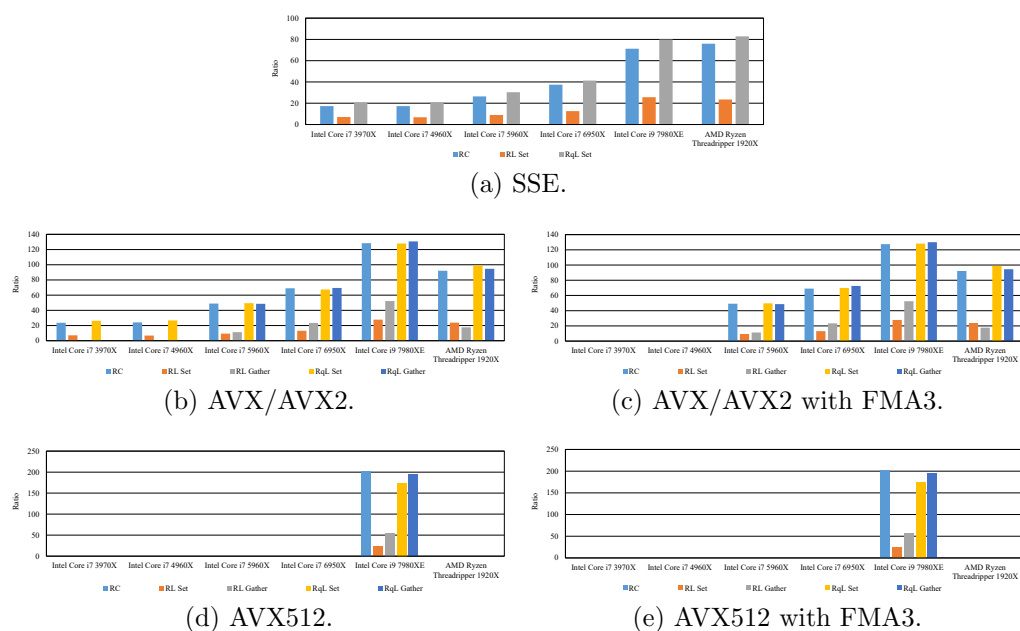 100
80
60
40
20
0
Ratio
Intel Core i7 3970X Intel Core i7 4960X Intel Core i7 5960X Intel Core i7 6950X Intel Core i9 7980XE AMD Ryzen
Threadripper 1920X
RC RL Set RqL Set
(a) SSE.
140
120
100
80
60
40
20
0
Ratio
Intel Core i7 3970X Intel Core i7 4960X Intel Core i7 5960X Intel Core i7 6950X Intel Core i9 7980XE AMD Ryzen
Threadripper 1920X
RC RL Set RL Gather RqL Set RqL Gather
(b) AVX/AVX2.
140
120
100
80
60
40
20
0
Ratio
Intel Core i7 3970X Intel Core i7 4960X Intel Core i7 5960X Intel Core i7 6950X Intel Core i9 7980XE AMD Ryzen
Threadripper 1920X
RC RL Set RL Gather RqL Set RqL Gather
(c) AVX/AVX2 with FMA3.
250
200
150
100
50
0
Ratio
Intel Core i7 3970X Intel Core i7 4960X Intel Core i7 5960X Intel Core i7 6950X Intel Core i9 7980XE AMD Ryzen
Threadripper 1920X
RC RL Set RL Gather RqL Set RqL Gather
(d) AVX512.
250
200
150
100
50
0
Ratio
Intel Core i7 3970X Intel Core i7 4960X Intel Core i7 5960X Intel Core i7 6950X Intel Core i9 7980XE AMD Ryzen
Threadripper 1920X
RC RL Set RL Gather RqL Set RqL Gather
(e) AVX512 with FMA3.